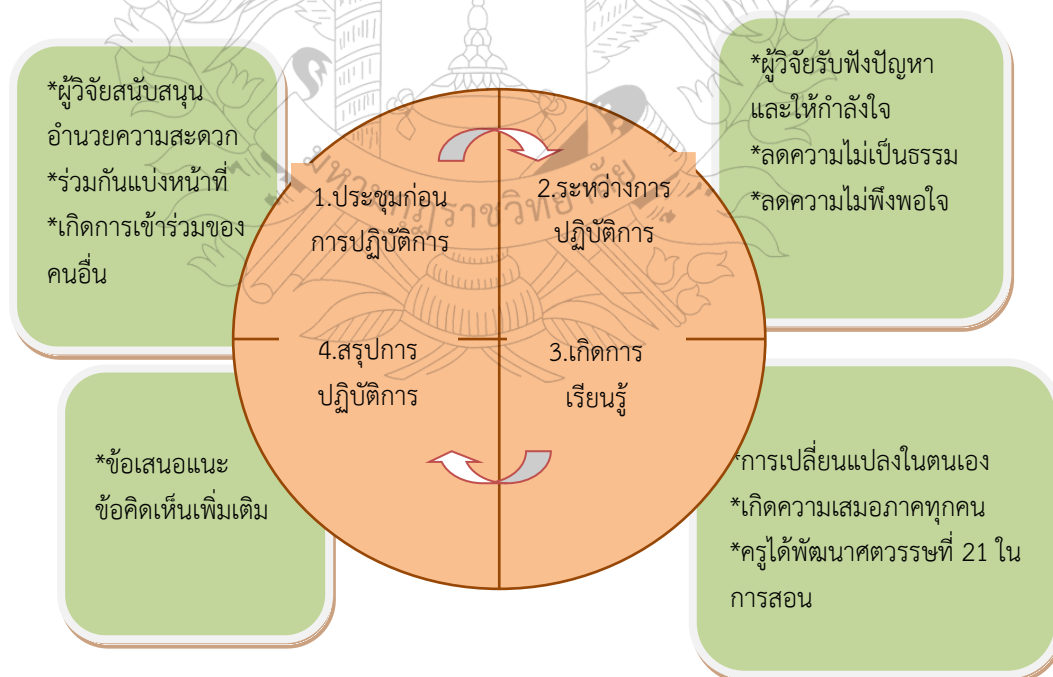 *ผู้วิจัยสนับสนุน
อำนวยความสะดวก
*ร่วมกันแบ่งหน้าที่
*เกิดการเข้าร่วมของ
คนอื่น
*ผู้วิจัยรับฟังปัญหา
และให้กำลังใจ
*ลดความไม่เป็นธรรม
*ลดความไม่พึงพอใจ
1.ประชุมก่อน
การปฏิบัติการ
2.ระหว่างการ
ปฏิบัติการ
4.สรุปการ
ปฏิบัติการ
3.เกิดการ
เรียนรู้
*ข้อเสนอแนะ
ข้อคิดเห็นเพิ่มเติม
*การเปลี่ยนแปลงในตนเอง
*เกิดความเสมอภาคทุกคน
*ครูได้พัฒนาศตวรรษที่ 21 ใน
การสอน